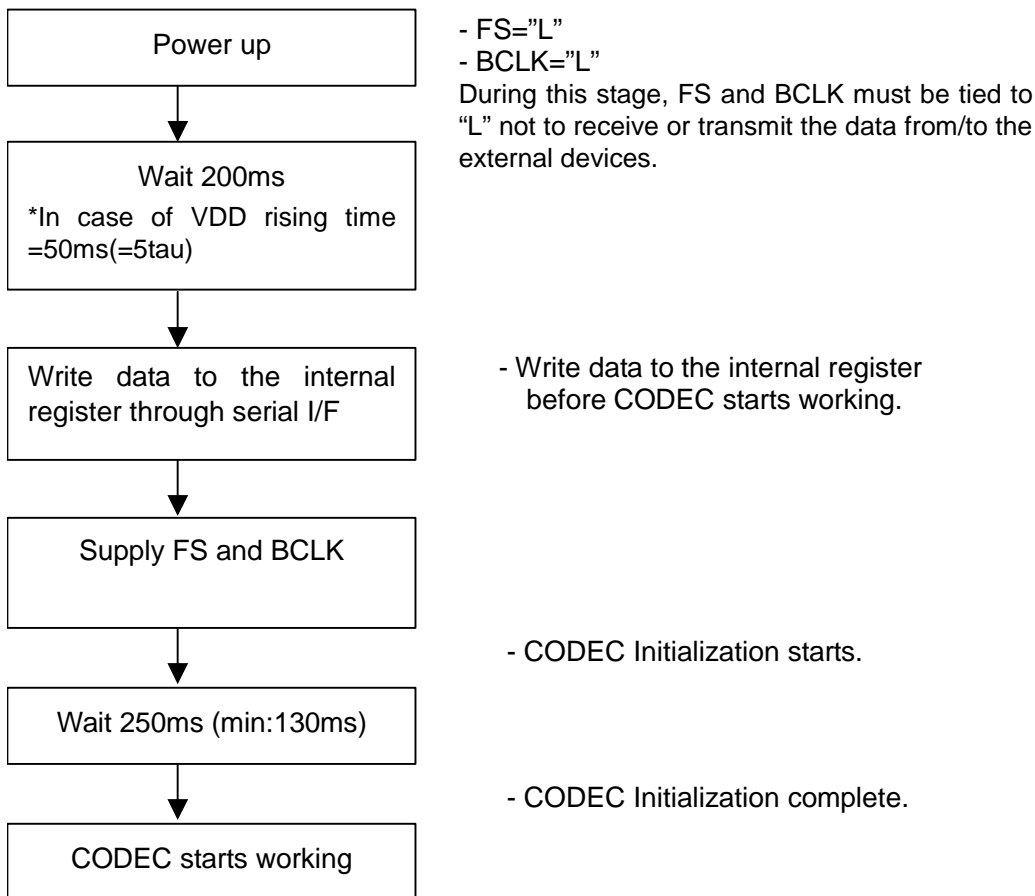 Power up
- FS=”L”
- BCLK=”L”
During this stage, FS and BCLK must be tied to
“L” not to receive or transmit the data from/to the
external devices.
Wait 200ms
*In case of VDD rising time
=50ms(=5tau)
Write data to the internal
register through serial I/F
- Write data to the internal register
before CODEC starts working.
Supply FS and BCLK
- CODEC Initialization starts.
Wait 250ms (min:130ms)
- CODEC Initialization complete.
CODEC starts working